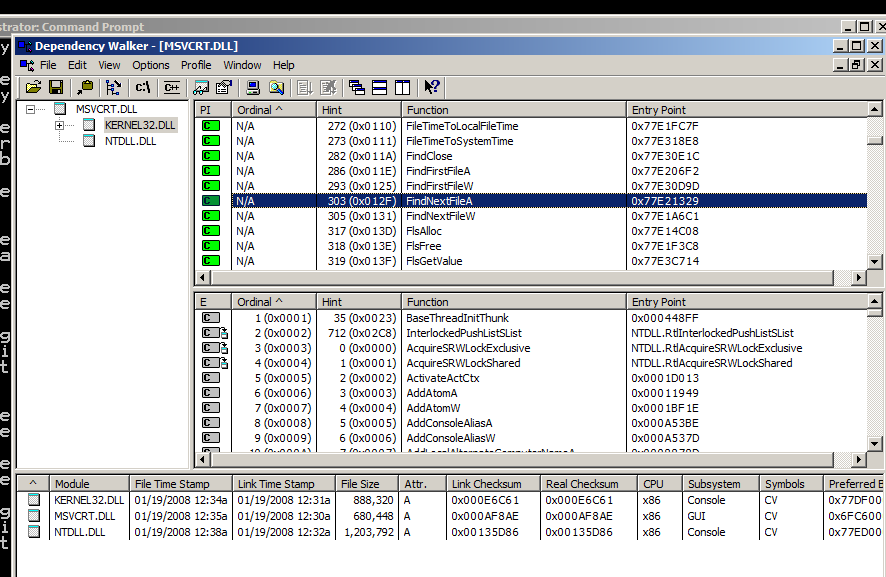 strator: Command Prompt
Dependency Walker - [MSVCRT.DLL]
File Edit View Options Profile Window Help
C:\ C++
MSVCRT.DLL
KERNEL32.DLL
NTDLL.DLL
PI Ordinal ^ Hint Function Entry Point
C N/A 272 (0x0110) FileTimeToLocalFileTime 0x77E1FC7F
C N/A 273 (0x0111) FileTimeToSystemTime 0x77E318E8
C N/A 282 (0x011A) FindClose 0x77E30E1C
C N/A 286 (0x011E) FindFirstFileA 0x77E206F2
C N/A 293 (0x0125) FindFirstFileW 0x77E30D9D
C N/A 303 (0x012F) FindNextFileA 0x77E21329
C N/A 305 (0x0131) FindNextFileW 0x77E1A6C1
C N/A 317 (0x013D) FlsAlloc 0x77E14C08
C N/A 318 (0x013E) FlsFree 0x77E1F3C8
C N/A 319 (0x013F) FlsGetValue 0x77E3C714
E Ordinal ^ Hint Function Entry Point
C 1 (0x0001) 35 (0x0023) BaseThreadInitThunk 0x000448FF
C 2 (0x0002) 712 (0x02C8) InterlockedPushListSList NTDLL.RtlInterlockedPushListSList
C 3 (0x0003) 0 (0x0000) AcquireSRWLockExclusive NTDLL.RtlAcquireSRWLockExclusive
C 4 (0x0004) 1 (0x0001) AcquireSRWLockShared NTDLL.RtlAcquireSRWLockShared
C 5 (0x0005) 2 (0x0002) ActivateActCtx 0x0001D013
C 6 (0x0006) 3 (0x0003) AddAtomA 0x00011949
C 7 (0x0007) 4 (0x0004) AddAtomW 0x0001BF1E
C 8 (0x0008) 5 (0x0005) AddConsoleAliasA 0x000A53BE
C 9 (0x0009) 6 (0x0006) AddConsoleAliasW 0x000A537D
^ Module File Time Stamp Link Time Stamp File Size Attr. Link Checksum Real Checksum CPU Subsystem Symbols Preferred B
KERNEL32.DLL 01/19/2008 12:34a 01/19/2008 12:31a 888,320 A 0x000E6C61 0x000E6C61 x86 Console CV 0x77DF00
MSVCRT.DLL 01/19/2008 12:35a 01/19/2008 12:30a 680,448 A 0x000AF8AE 0x000AF8AE x86 GUI CV 0x6FC600
NTDLL.DLL 01/19/2008 12:38a 01/19/2008 12:32a 1,203,792 A 0x00135D86 0x00135D86 x86 Console CV 0x77ED00